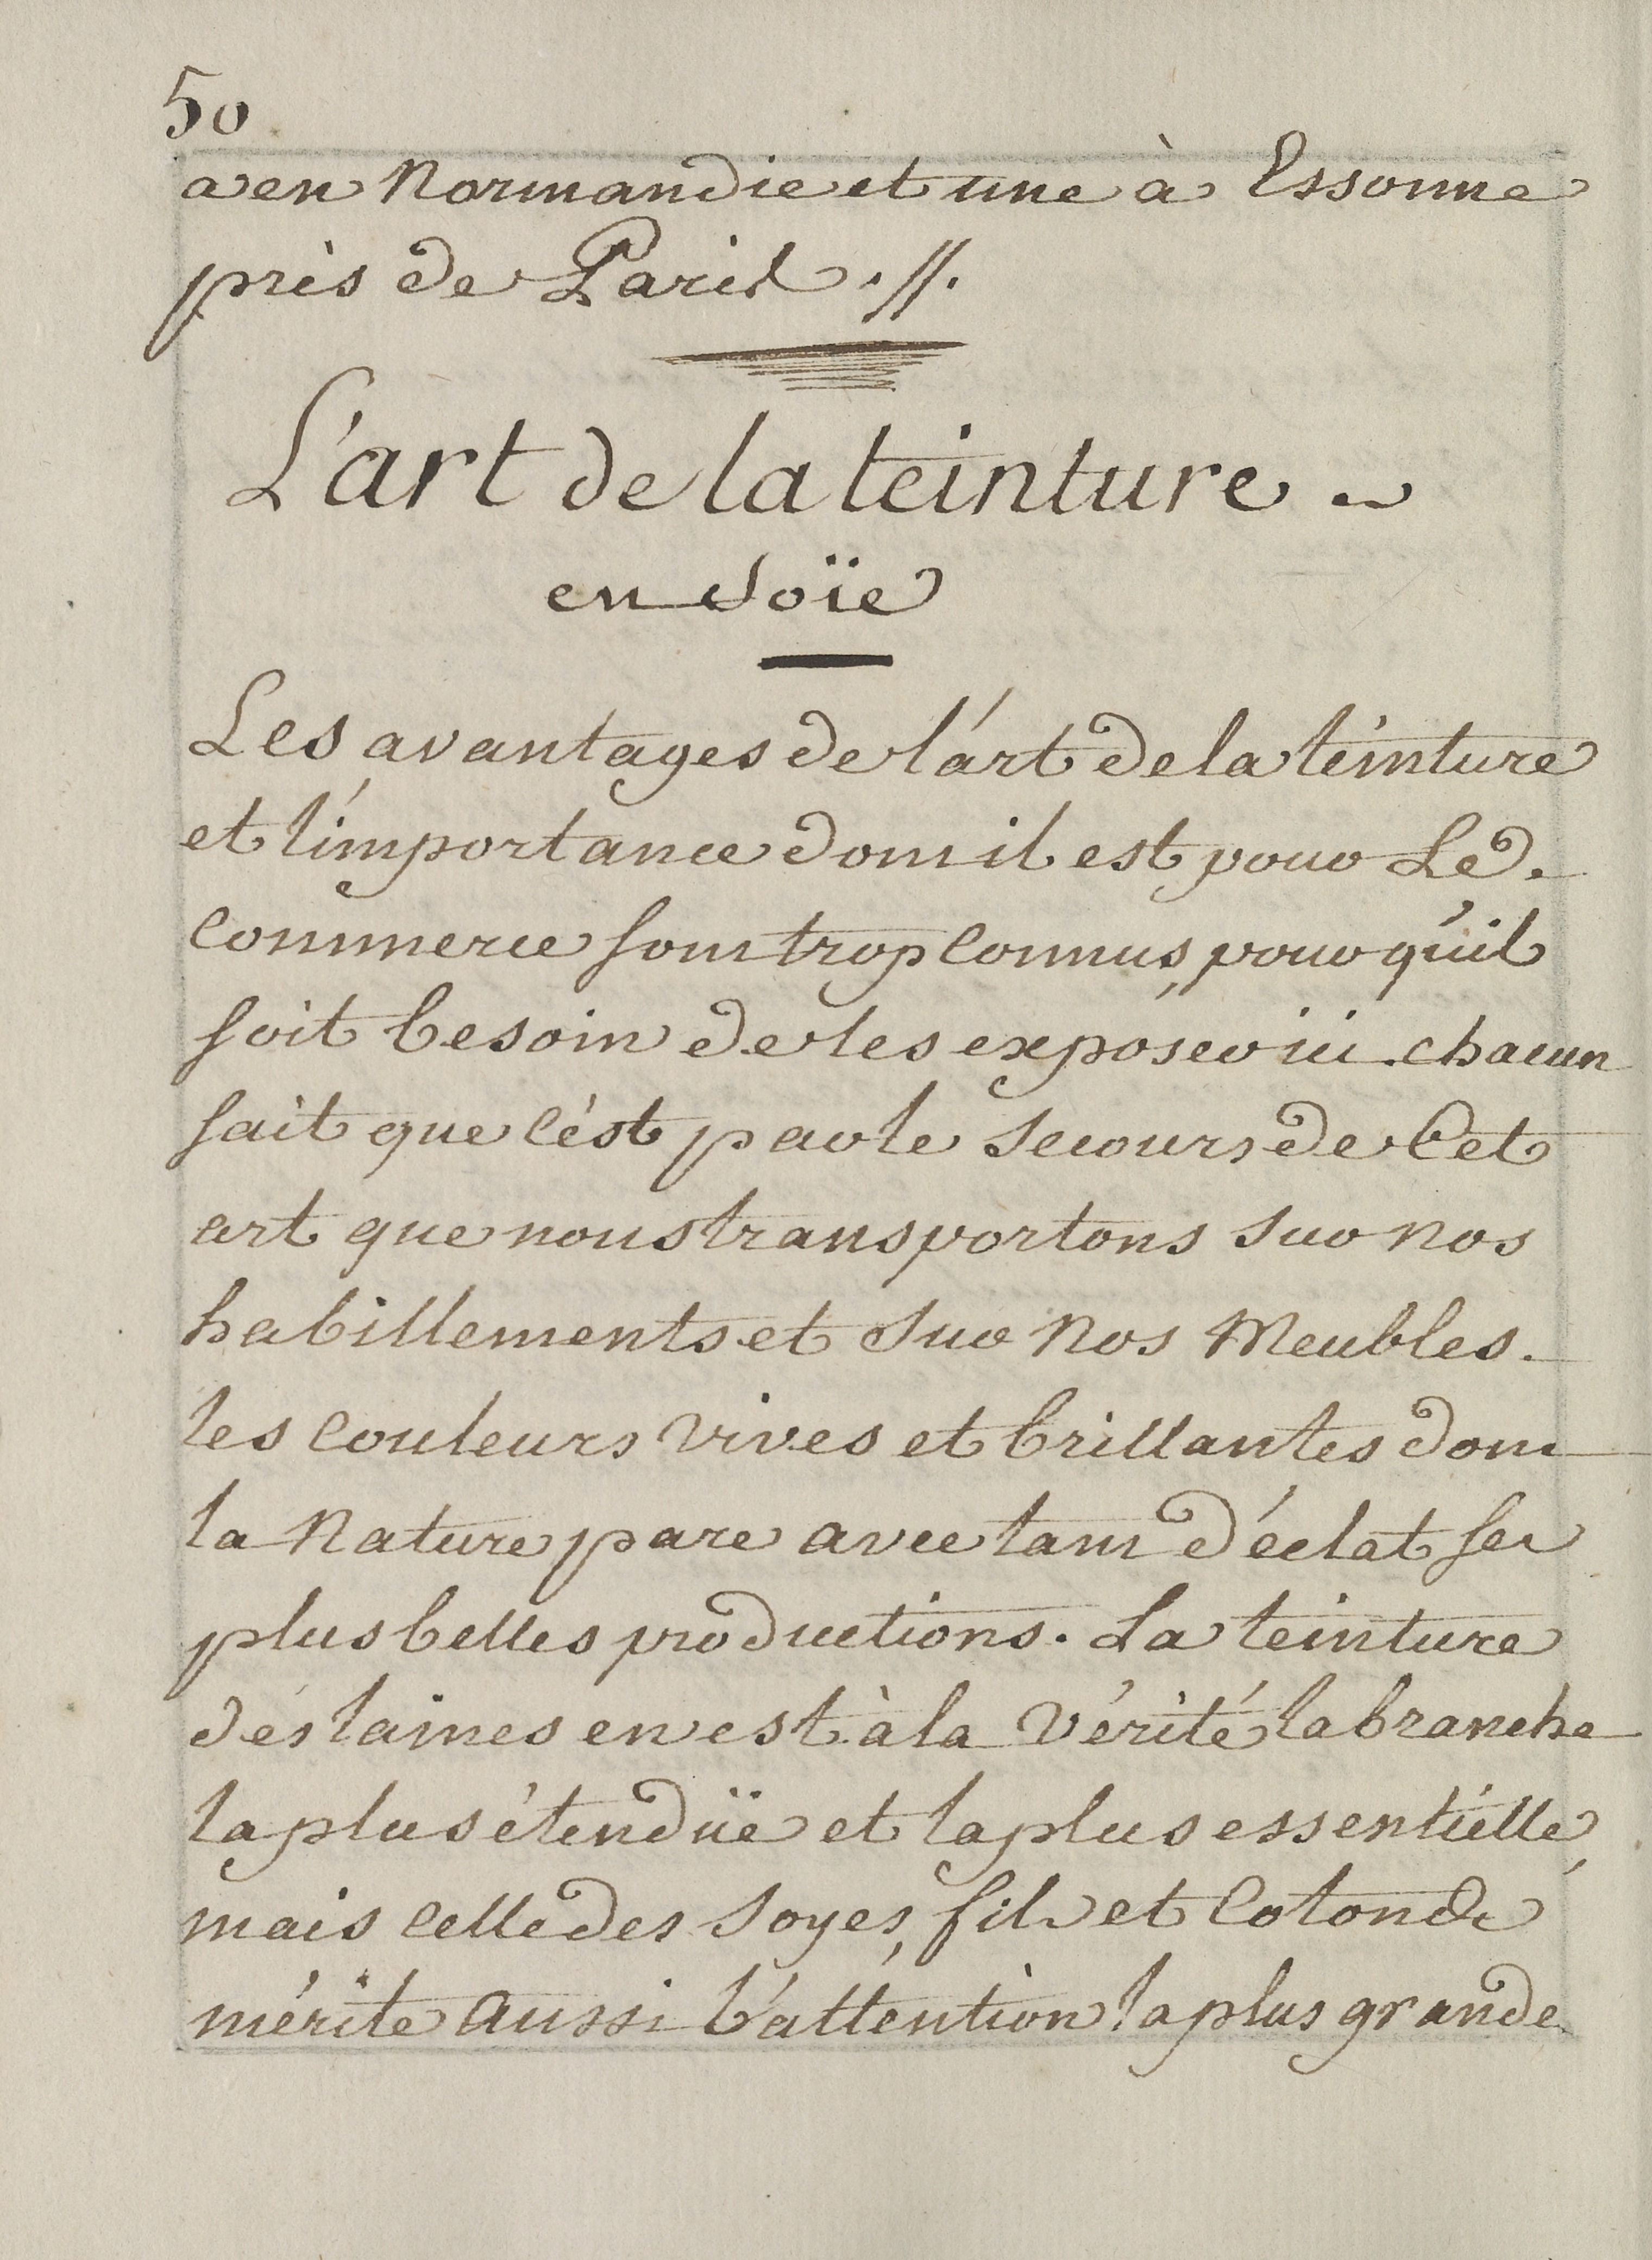 50
a en Normandie et une à Essonne
près de Paris .//.
L'art de la teinture
en soïe
Les avantages de l'art de la teinture
et l'importance dont il est pour Le
Commerce sont trop Connus, pour qu'il
soit besoin de les exposer ici. chacun
sait que c'ést par le secours de Cet
art que nous transportons sur nos
habillements et sur nos Meubles.
les Couleurs Vives et brillantes dont
la Nature pare avec tant d'éclat ses
plus belles productions. La teinture
des laines en est à la Vérité la branche
la plus étendüe et la plus essentielle,
mais celle des soyes, fils et Cotons &c
mérite aussi l'attention la plus grande